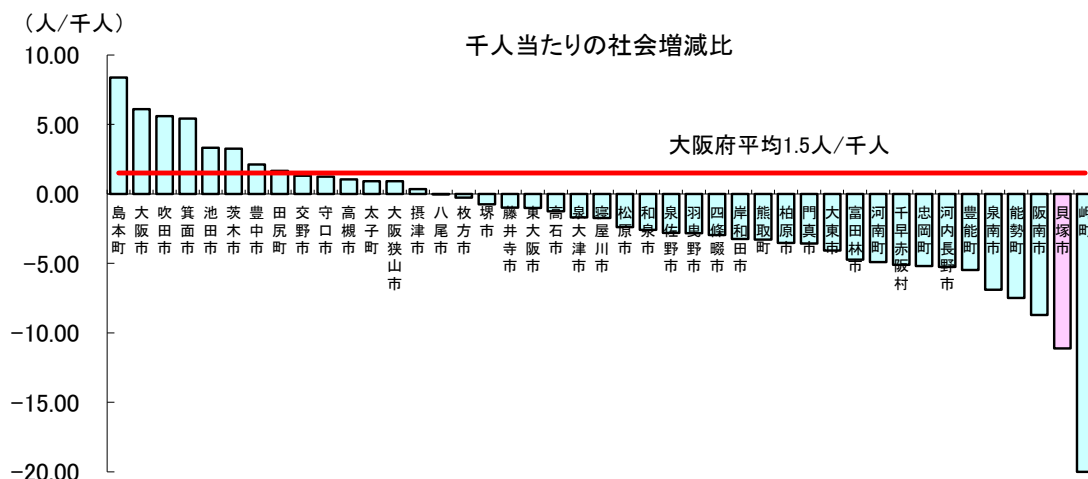 (人/千人)
千人当たりの社会増減比
10.00
5.00
0.00
-5.00
-10.00
-15.00
-20.00
大阪府平均1.5人/千人
島本町
大阪市
吹田市
箕面市
池田市
茨木市
豊中市
田尻町
交野市
守口市
高槻市
太子町
大阪狭山市
摂津市
八尾市
枚方市
堺市
藤井寺市
東大阪市
高石市
泉大津市
寝屋川市
松原市
和泉市
泉佐野市
羽曳野市
四條畷市
岸和田市
熊取町
柏原市
門真市
大東市
富田林市
河南町
千早赤阪村
忠岡町
河内長野市
豊能町
泉南市
能勢町
阪南市
貝塚市
岬町